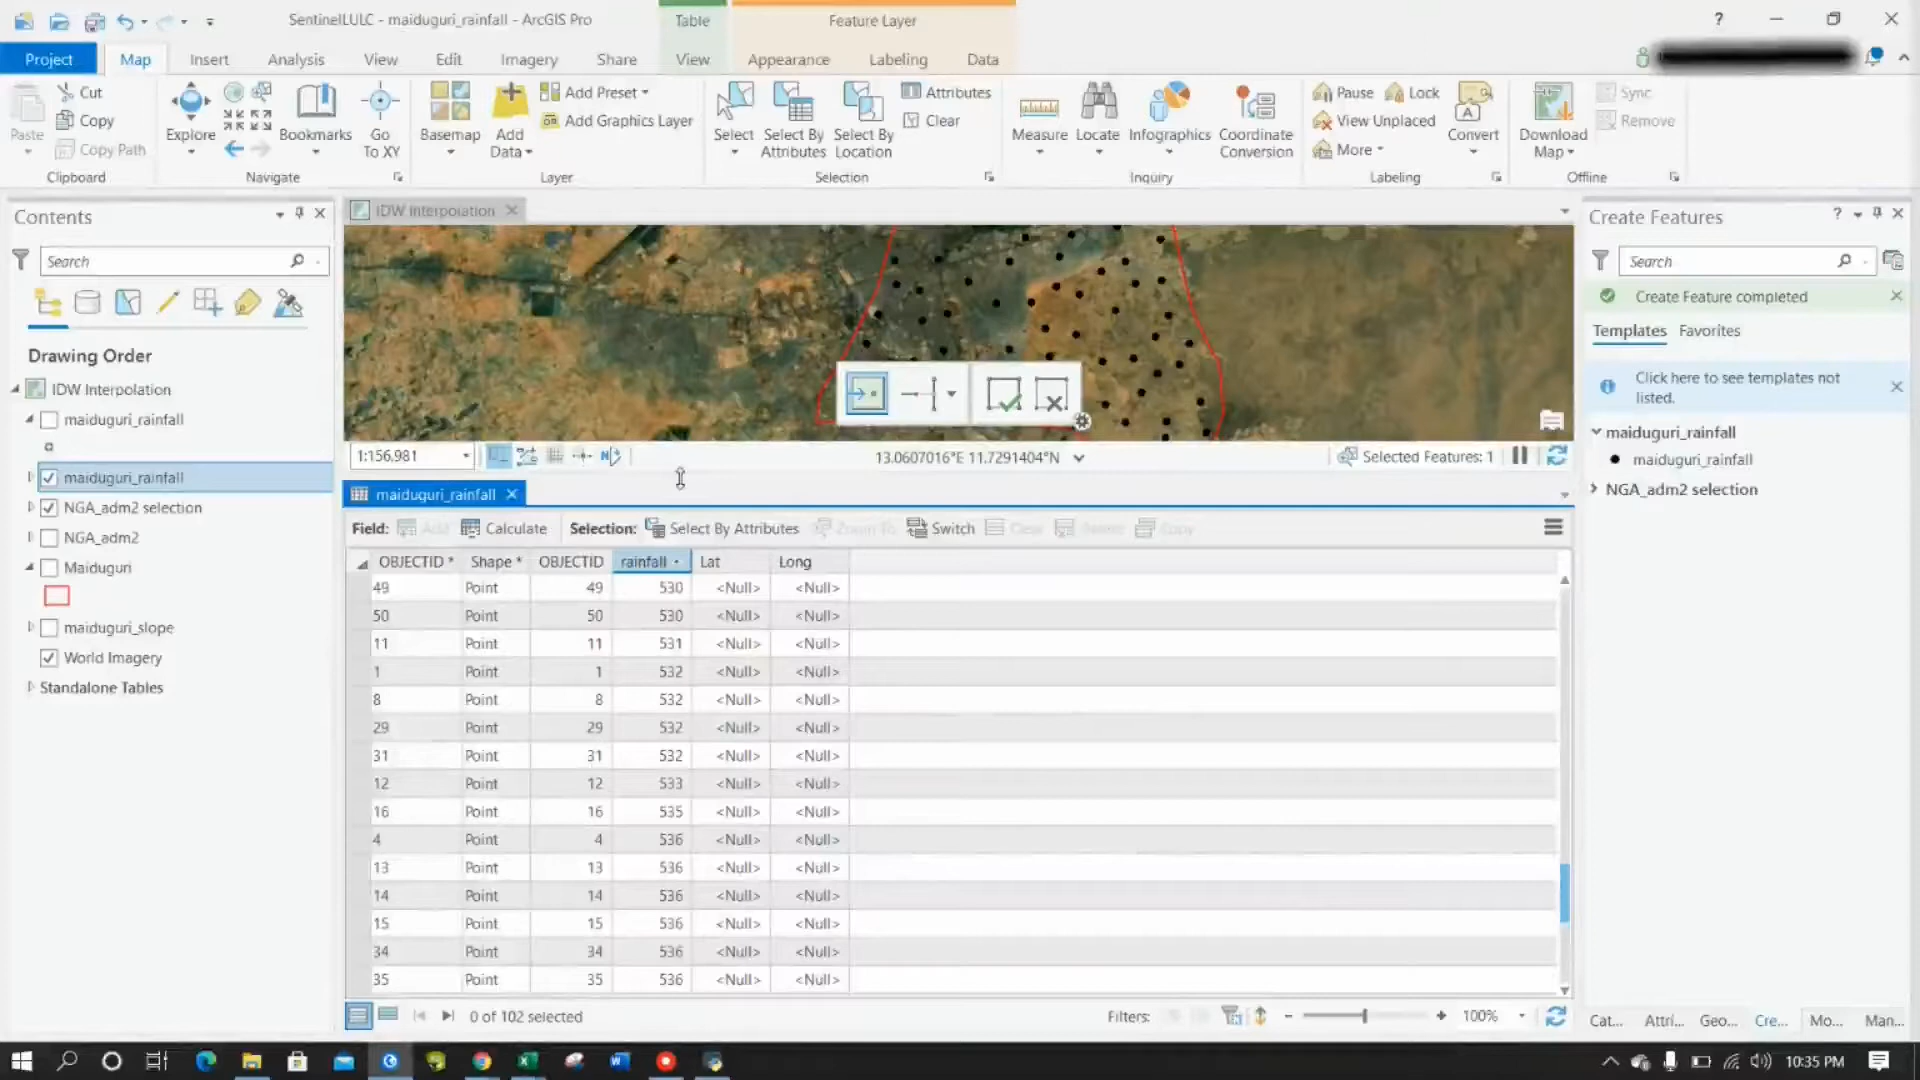 SentinelLULC - maiduguri_rainfall - ArcGIS Pro
Table
Feature Layer
?
Project
Map
Insert
Analysis
View
Edit
Imagery
Share
View
Appearance
Labeling
Data
Paste
Cut
Copy
Copy Path
Clipboard
Explore
Bookmarks
Go
To XY
Navigate
Basemap
Add
Data
Add Preset
Add Graphics Layer
Layer
Select
Select By
Attributes
Select By
Location
Attributes
Clear
Selection
Measure
Locate
Infographics
Coordinate
Conversion
Inquiry
Pause
Lock
View Unplaced
More
Convert
Labeling
Download
Map
Sync
Remove
Offline
Contents
Search
Drawing Order
IDW Interpolation
maiduguri_rainfall
maiduguri_rainfall
NGA_adm2 selection
NGA_adm2
Maiduguri
maiduguri_slope
World Imagery
Standalone Tables
IDW Interpolation
1:156,981
13.0607016°E 11.7291404°N
Selected Features: 1
maiduguri_rainfall
Field: Add Calculate Selection: Select By Attributes Zoom To Switch Clear Delete Copy
OBJECTID * Shape * OBJECTID rainfall Lat Long
49 Point 49 530 <Null> <Null>
50 Point 50 530 <Null> <Null>
11 Point 11 531 <Null> <Null>
1 Point 1 532 <Null> <Null>
8 Point 8 532 <Null> <Null>
29 Point 29 532 <Null> <Null>
31 Point 31 532 <Null> <Null>
12 Point 12 533 <Null> <Null>
16 Point 16 535 <Null> <Null>
4 Point 4 536 <Null> <Null>
13 Point 13 536 <Null> <Null>
14 Point 14 536 <Null> <Null>
15 Point 15 536 <Null> <Null>
34 Point 34 536 <Null> <Null>
35 Point 35 536 <Null> <Null>
0 of 102 selected
Filters:
100%
Create Features
?
Search
Create Feature completed
Templates Favorites
Click here to see templates not
listed.
maiduguri_rainfall
maiduguri_rainfall
NGA_adm2 selection
Cat... Attri... Geo... Cre... Mo... Man...
10:35 PM